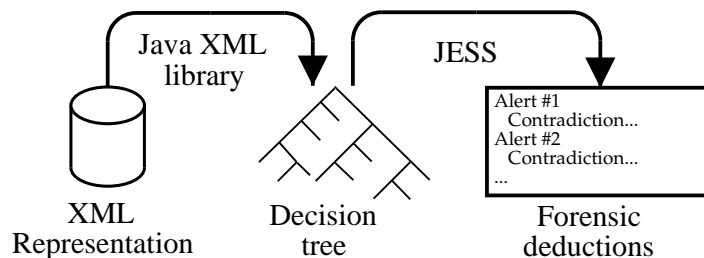 Java XML
library
JESS
Alert #1
Contradiction...
Alert #2
Contradiction...
...
XML
Representation
Decision
tree
Forensic
deductions